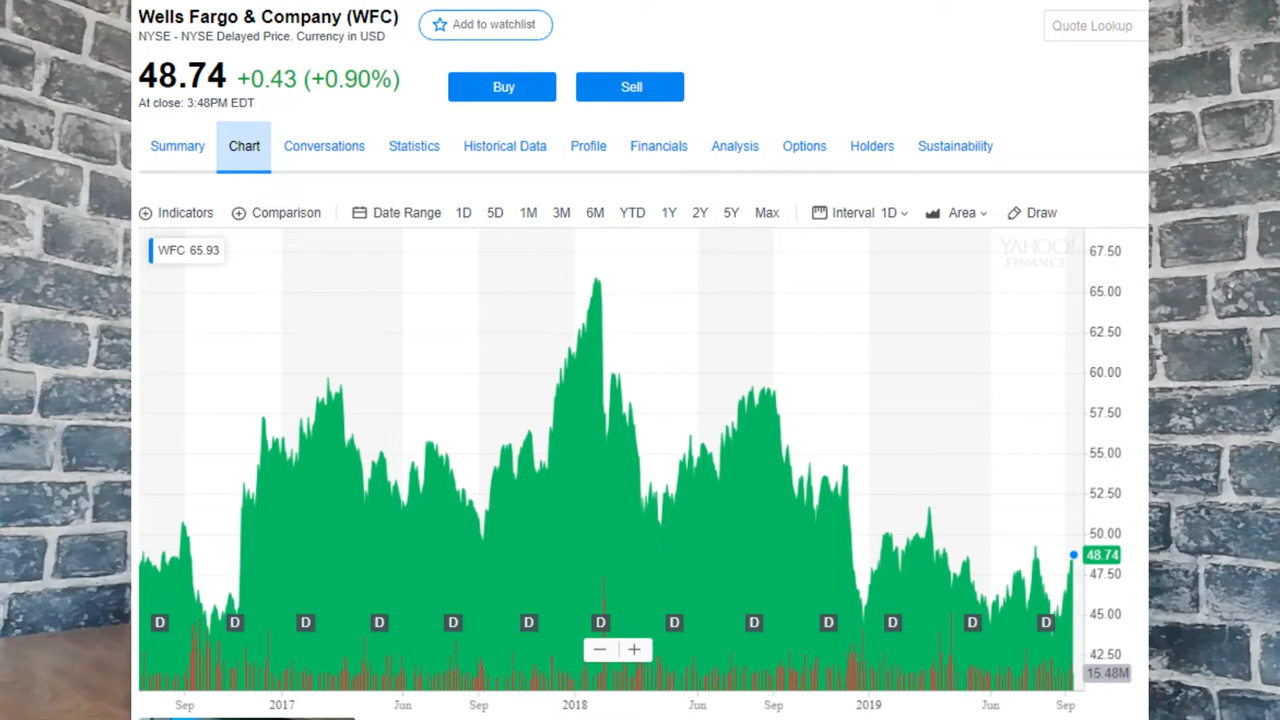 Wells Fargo & Company (WFC)
Add to watchlist
Quote Lookup
NYSE - NYSE Delayed Price. Currency in USD
48.74 +0.43 (+0.90%)
Buy
Sell
At close: 3:48PM EDT
Summary Chart Conversations Statistics Historical Data Profile Financials Analysis Options Holders Sustainability
Indicators Comparison Date Range 1D 5D 1M 3M 6M YTD 1Y 2Y 5Y Max Interval 1D Area Draw
WFC 65.93
YAHOO!
FINANCE
67.50
65.00
62.50
60.00
57.50
55.00
52.50
50.00
48.74
47.50
45.00
D D D D D D D D D D D D D
− +
42.50
15.48M
Sep 2017 Jun Sep 2018 Jun Sep 2019 Jun Sep